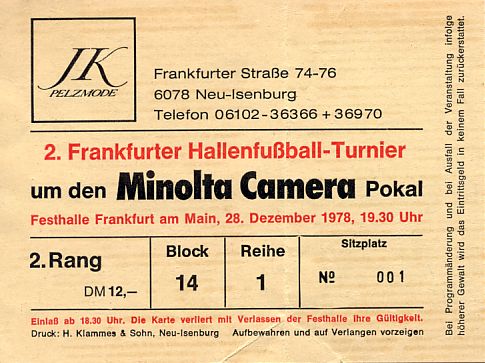 JK
PELZMODE
Frankfurter Straße 74-76
6078 Neu-Isenburg
Telefon 06102-36366 + 36970
2. Frankfurter Hallenfußball-Turnier
um den Minolta Camera Pokal
Festhalle Frankfurt am Main, 28. Dezember 1978, 19.30 Uhr
2. Rang
DM 12,—
Block
14
Reihe
1
Sitzplatz
№ 001
Einlaß ab 18.30 Uhr. Die Karte verliert mit Verlassen der Festhalle ihre Gültigkeit.
Druck: H. Klammes & Sohn, Neu-Isenburg Aufbewahren und auf Verlangen vorzeigen
Bei Programmänderung und bei Ausfall der Veranstaltung infolge
höherer Gewalt wird das Eintrittsgeld in keinem Fall zurückerstattet.